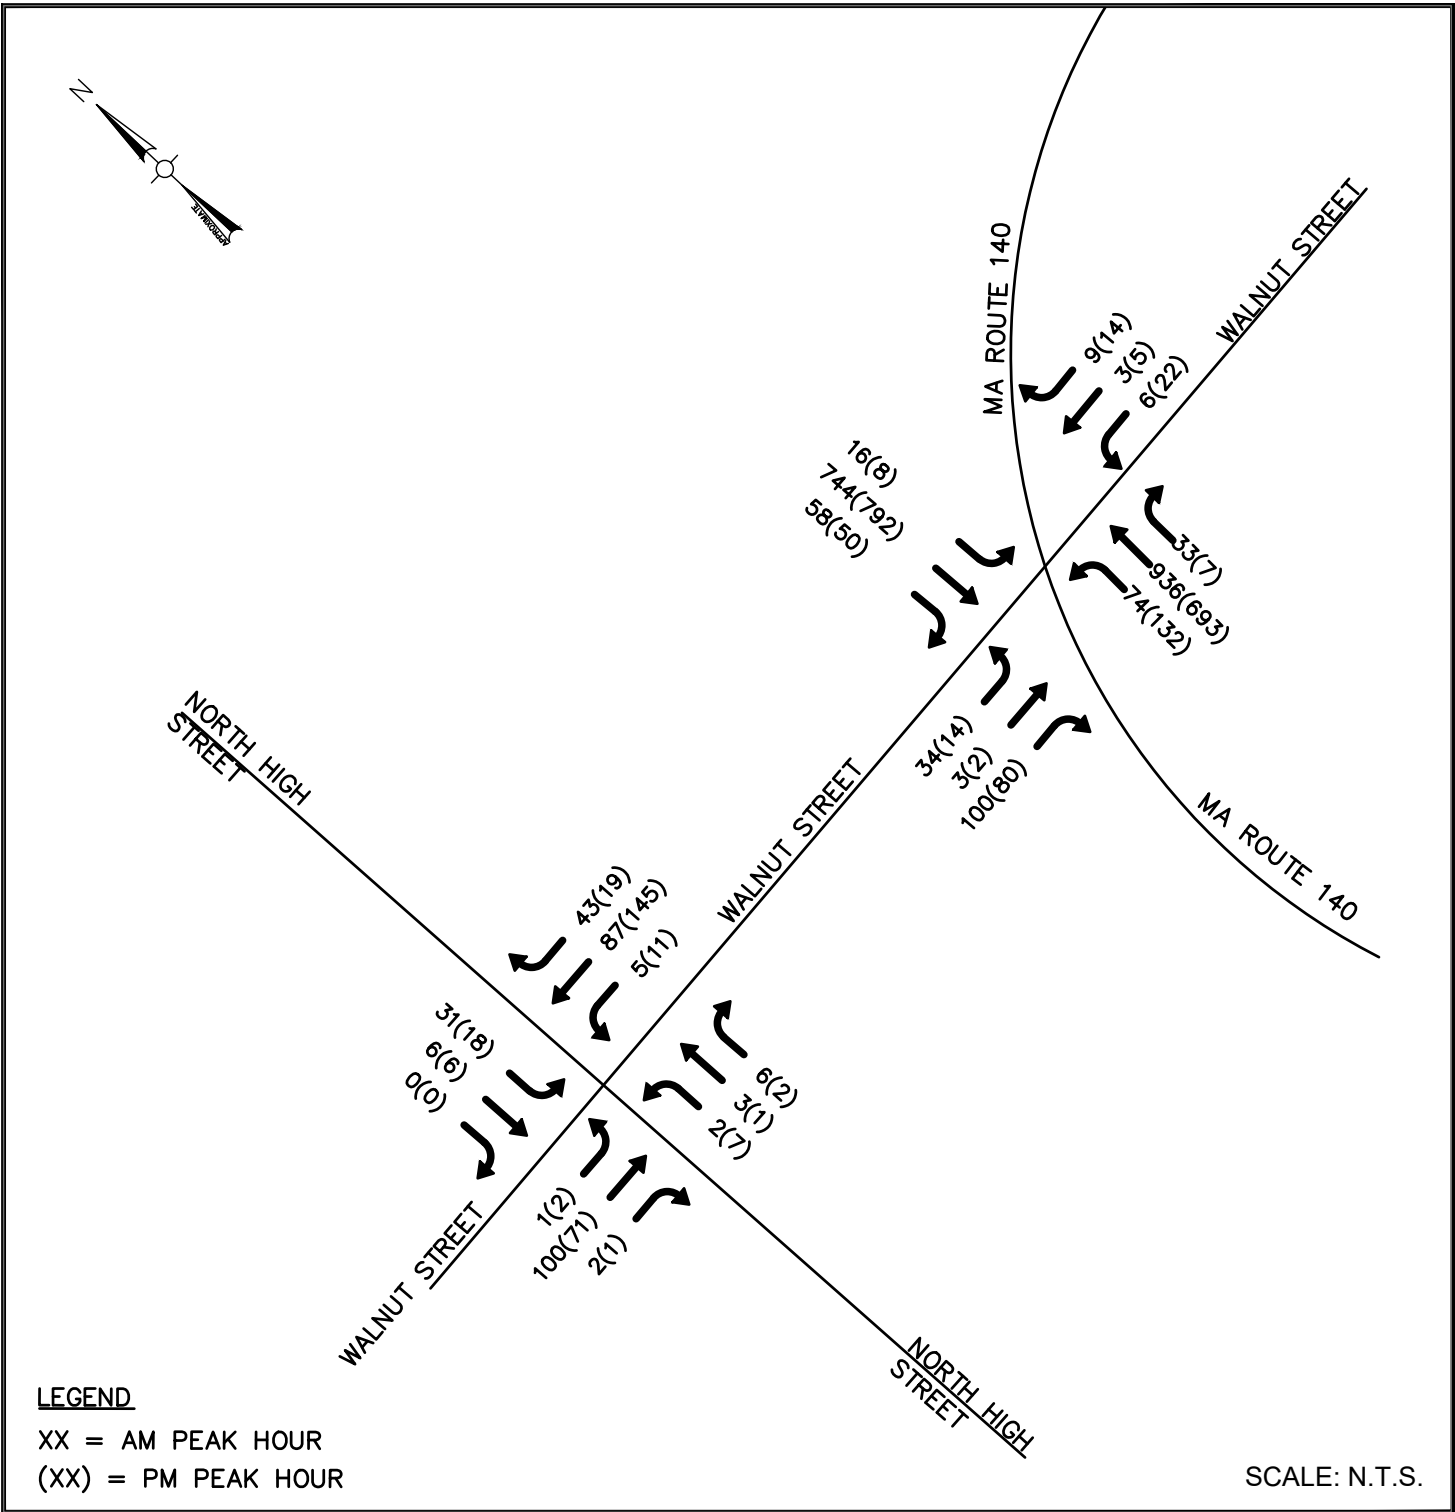 N
APPROXIMATE
MA ROUTE 140
WALNUT STREET
9(14)
3(5)
6(22)
16(8)
744(792)
58(50)
33(7)
936(693)
74(132)
34(14)
3(2)
100(80)
MA ROUTE 140
NORTH HIGH
STREET
WALNUT STREET
43(19)
87(145)
5(11)
31(18)
6(6)
0(0)
6(2)
3(1)
2(7)
1(2)
100(71)
2(1)
WALNUT STREET
NORTH HIGH
STREET
LEGEND
XX = AM PEAK HOUR
(XX) = PM PEAK HOUR
SCALE: N.T.S.